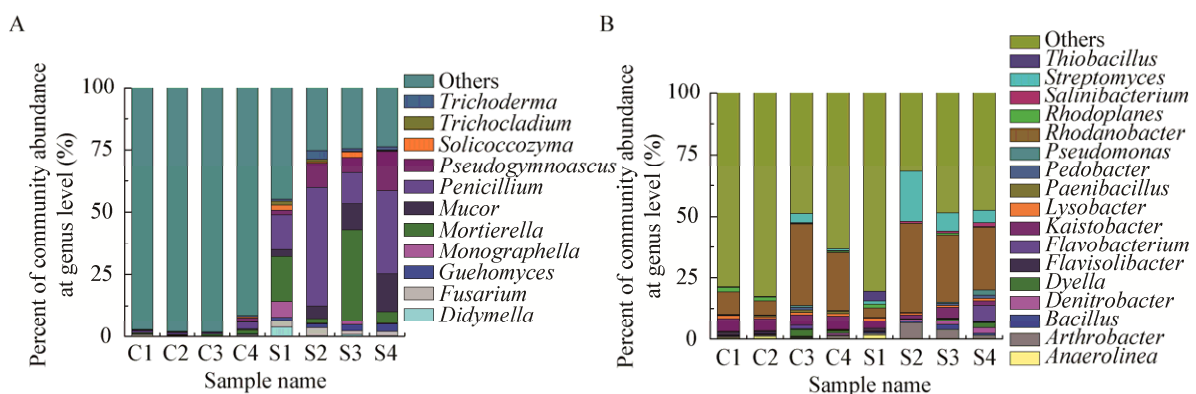 A
Percent of community abundance
at genus level (%)
100
75
50
25
0
C1 C2 C3 C4 S1 S2 S3 S4
Sample name
Others
Trichoderma
Trichocladium
Solicoccozyma
Pseudogymnoascus
Penicillium
Mucor
Mortierella
Monographella
Guehomyces
Fusarium
Didymella
B
Percent of community abundance
at genus level (%)
100
75
50
25
0
C1 C2 C3 C4 S1 S2 S3 S4
Sample name
Others
Thiobacillus
Streptomyces
Salinibacterium
Rhodoplanes
Rhodanobacter
Pseudomonas
Pedobacter
Paenibacillus
Lysobacter
Kaistobacter
Flavobacterium
Flavisolibacter
Dyella
Denitrobacter
Bacillus
Arthrobacter
Anaerolinea